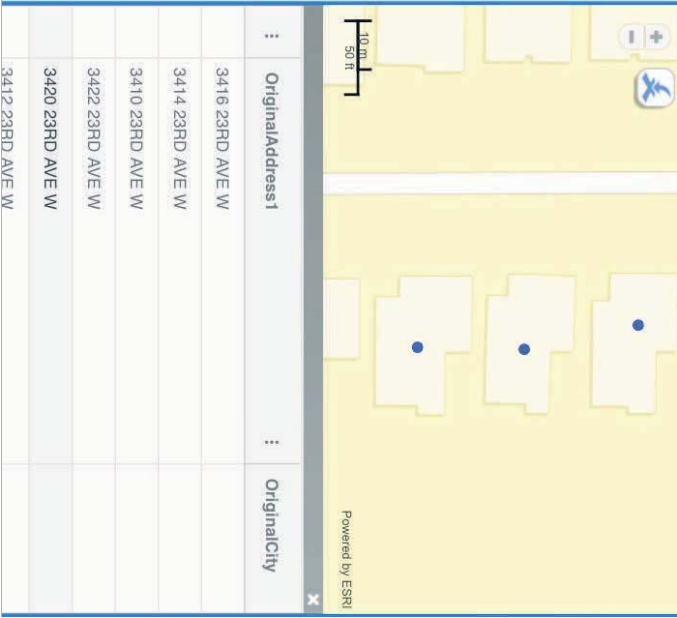 +
−
10 m
50 ft
Powered by ESRI
OriginalAddress1 OriginalCity
3416 23RD AVE W
3414 23RD AVE W
3410 23RD AVE W
3422 23RD AVE W
3420 23RD AVE W
3412 23RD AVE W